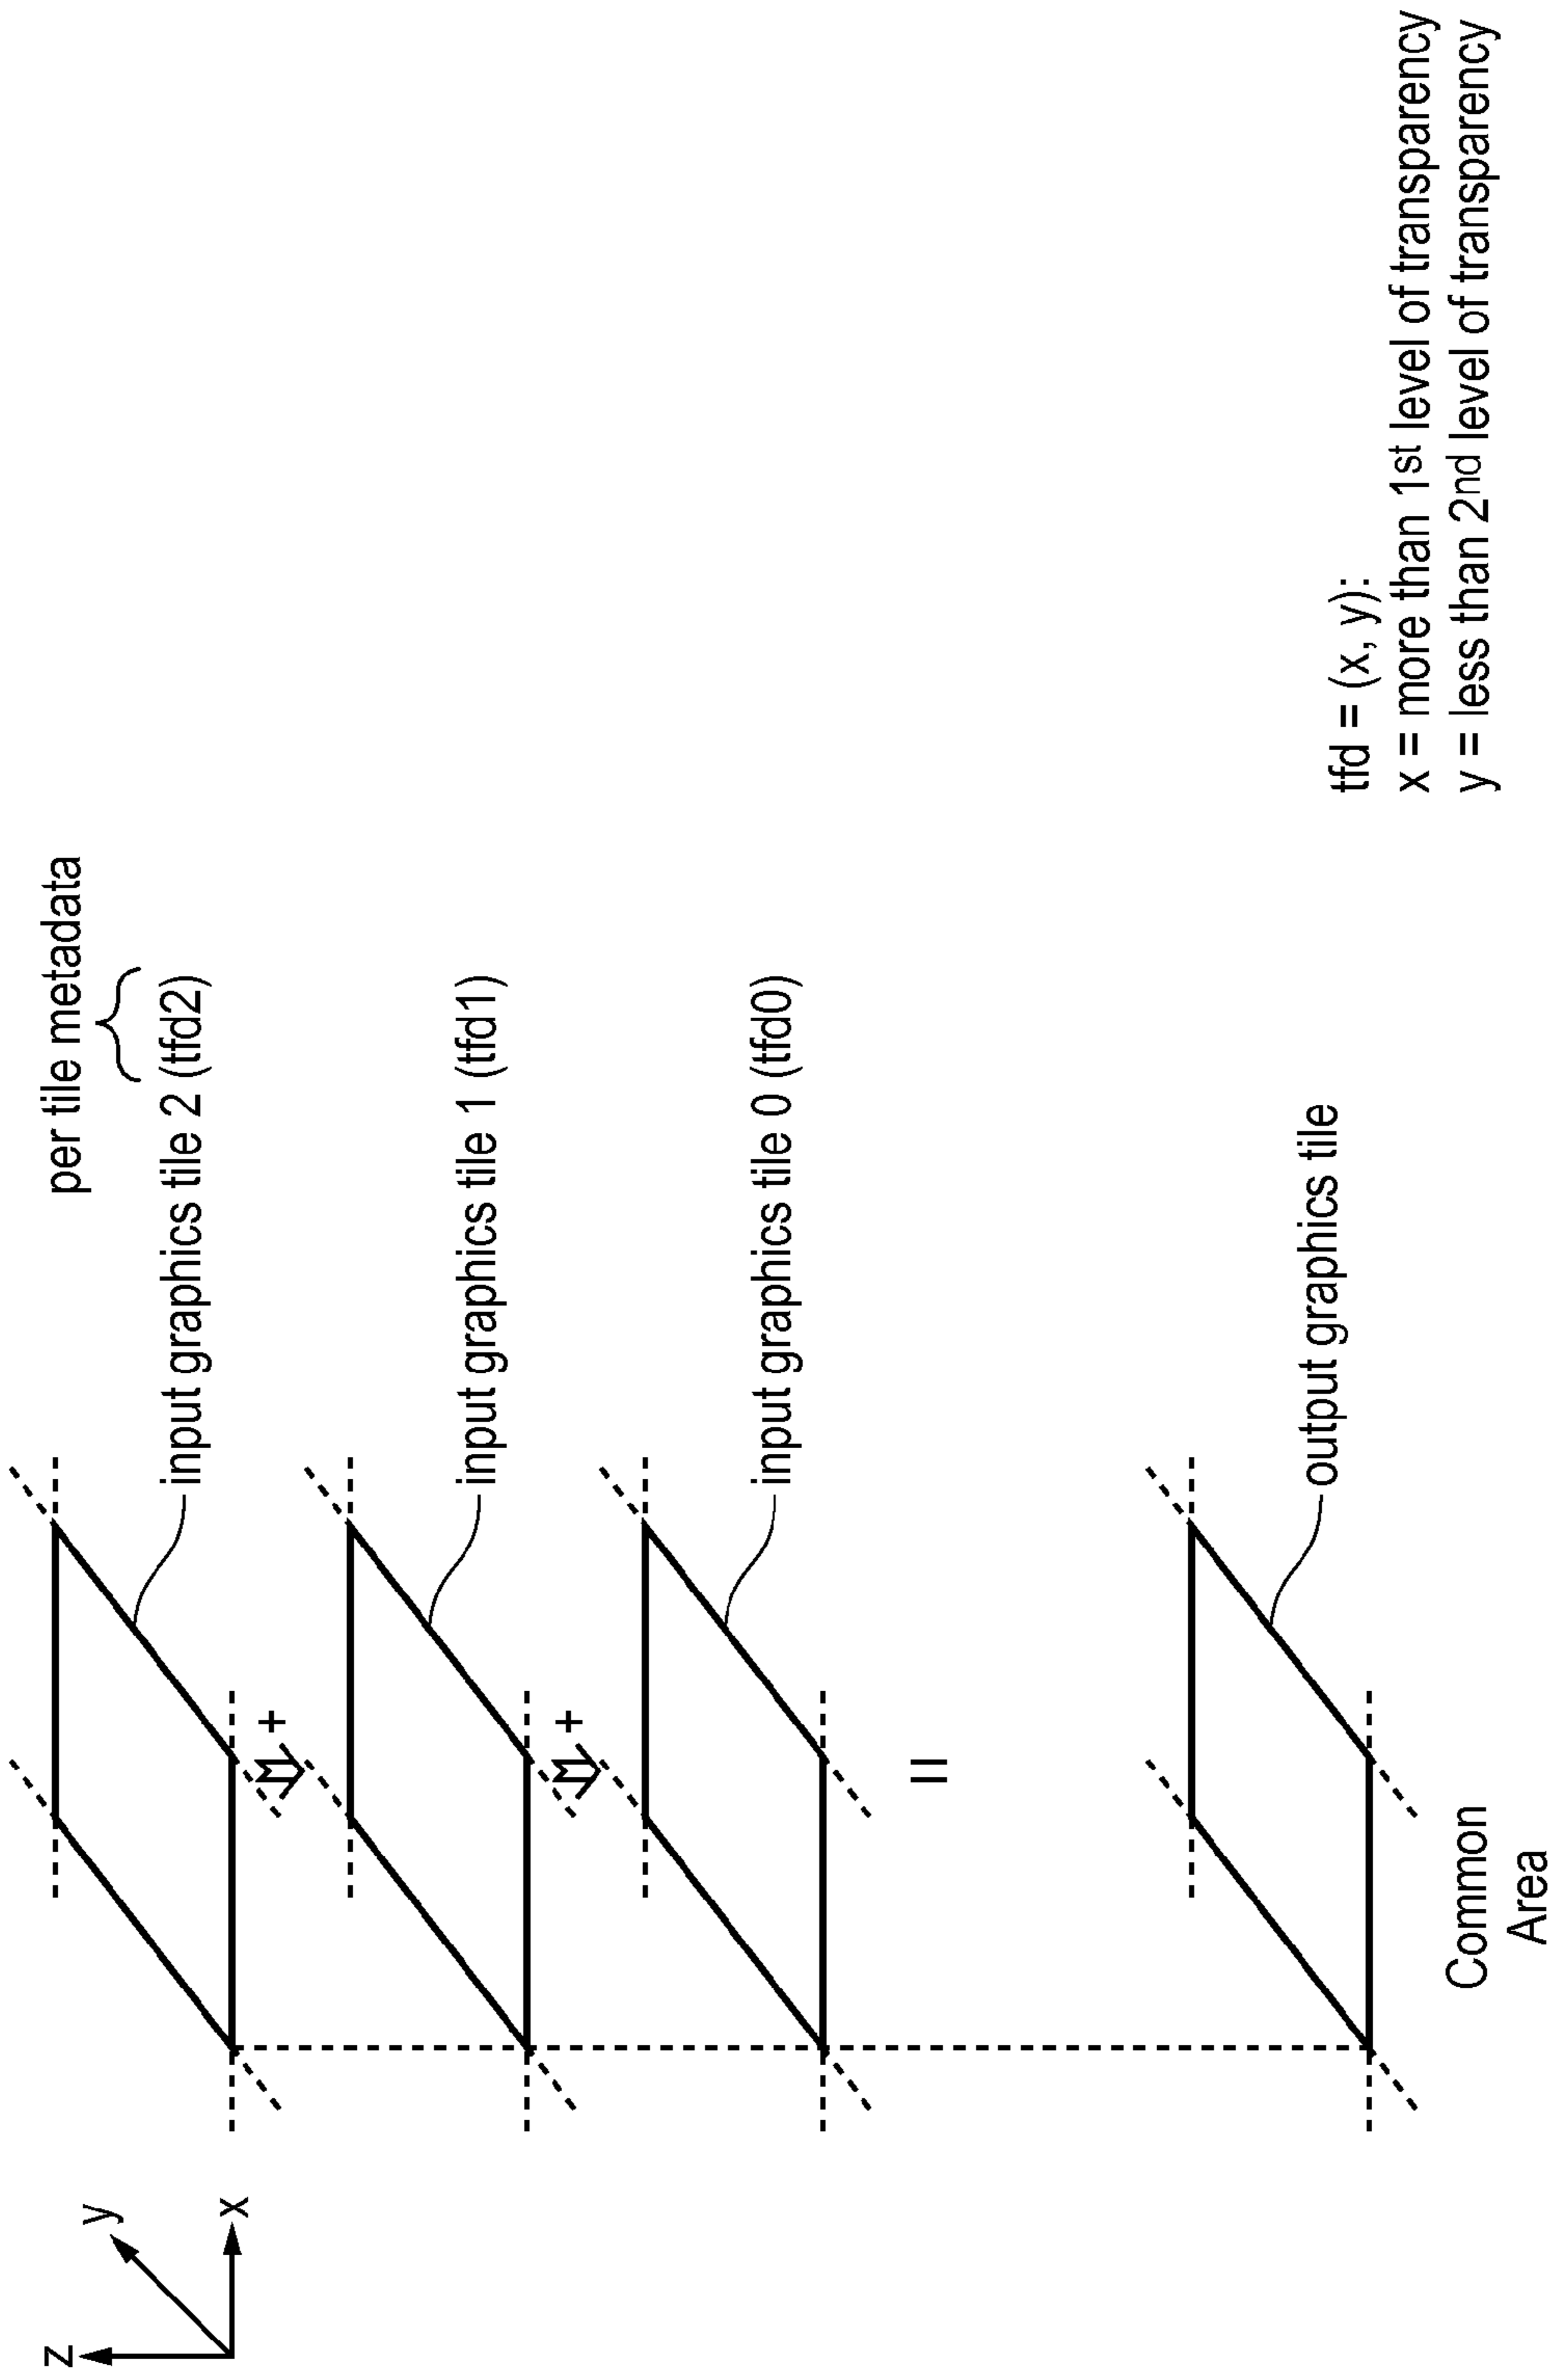 per tile metadata
z
y
x
input graphics tile 2 (tfd2)
+
input graphics tile 1 (tfd1)
+
input graphics tile 0 (tfd0)
=
output graphics tile
Common
Area
tfd = (x, y):
x = more than 1st level of transparency
y = less than 2nd level of transparency